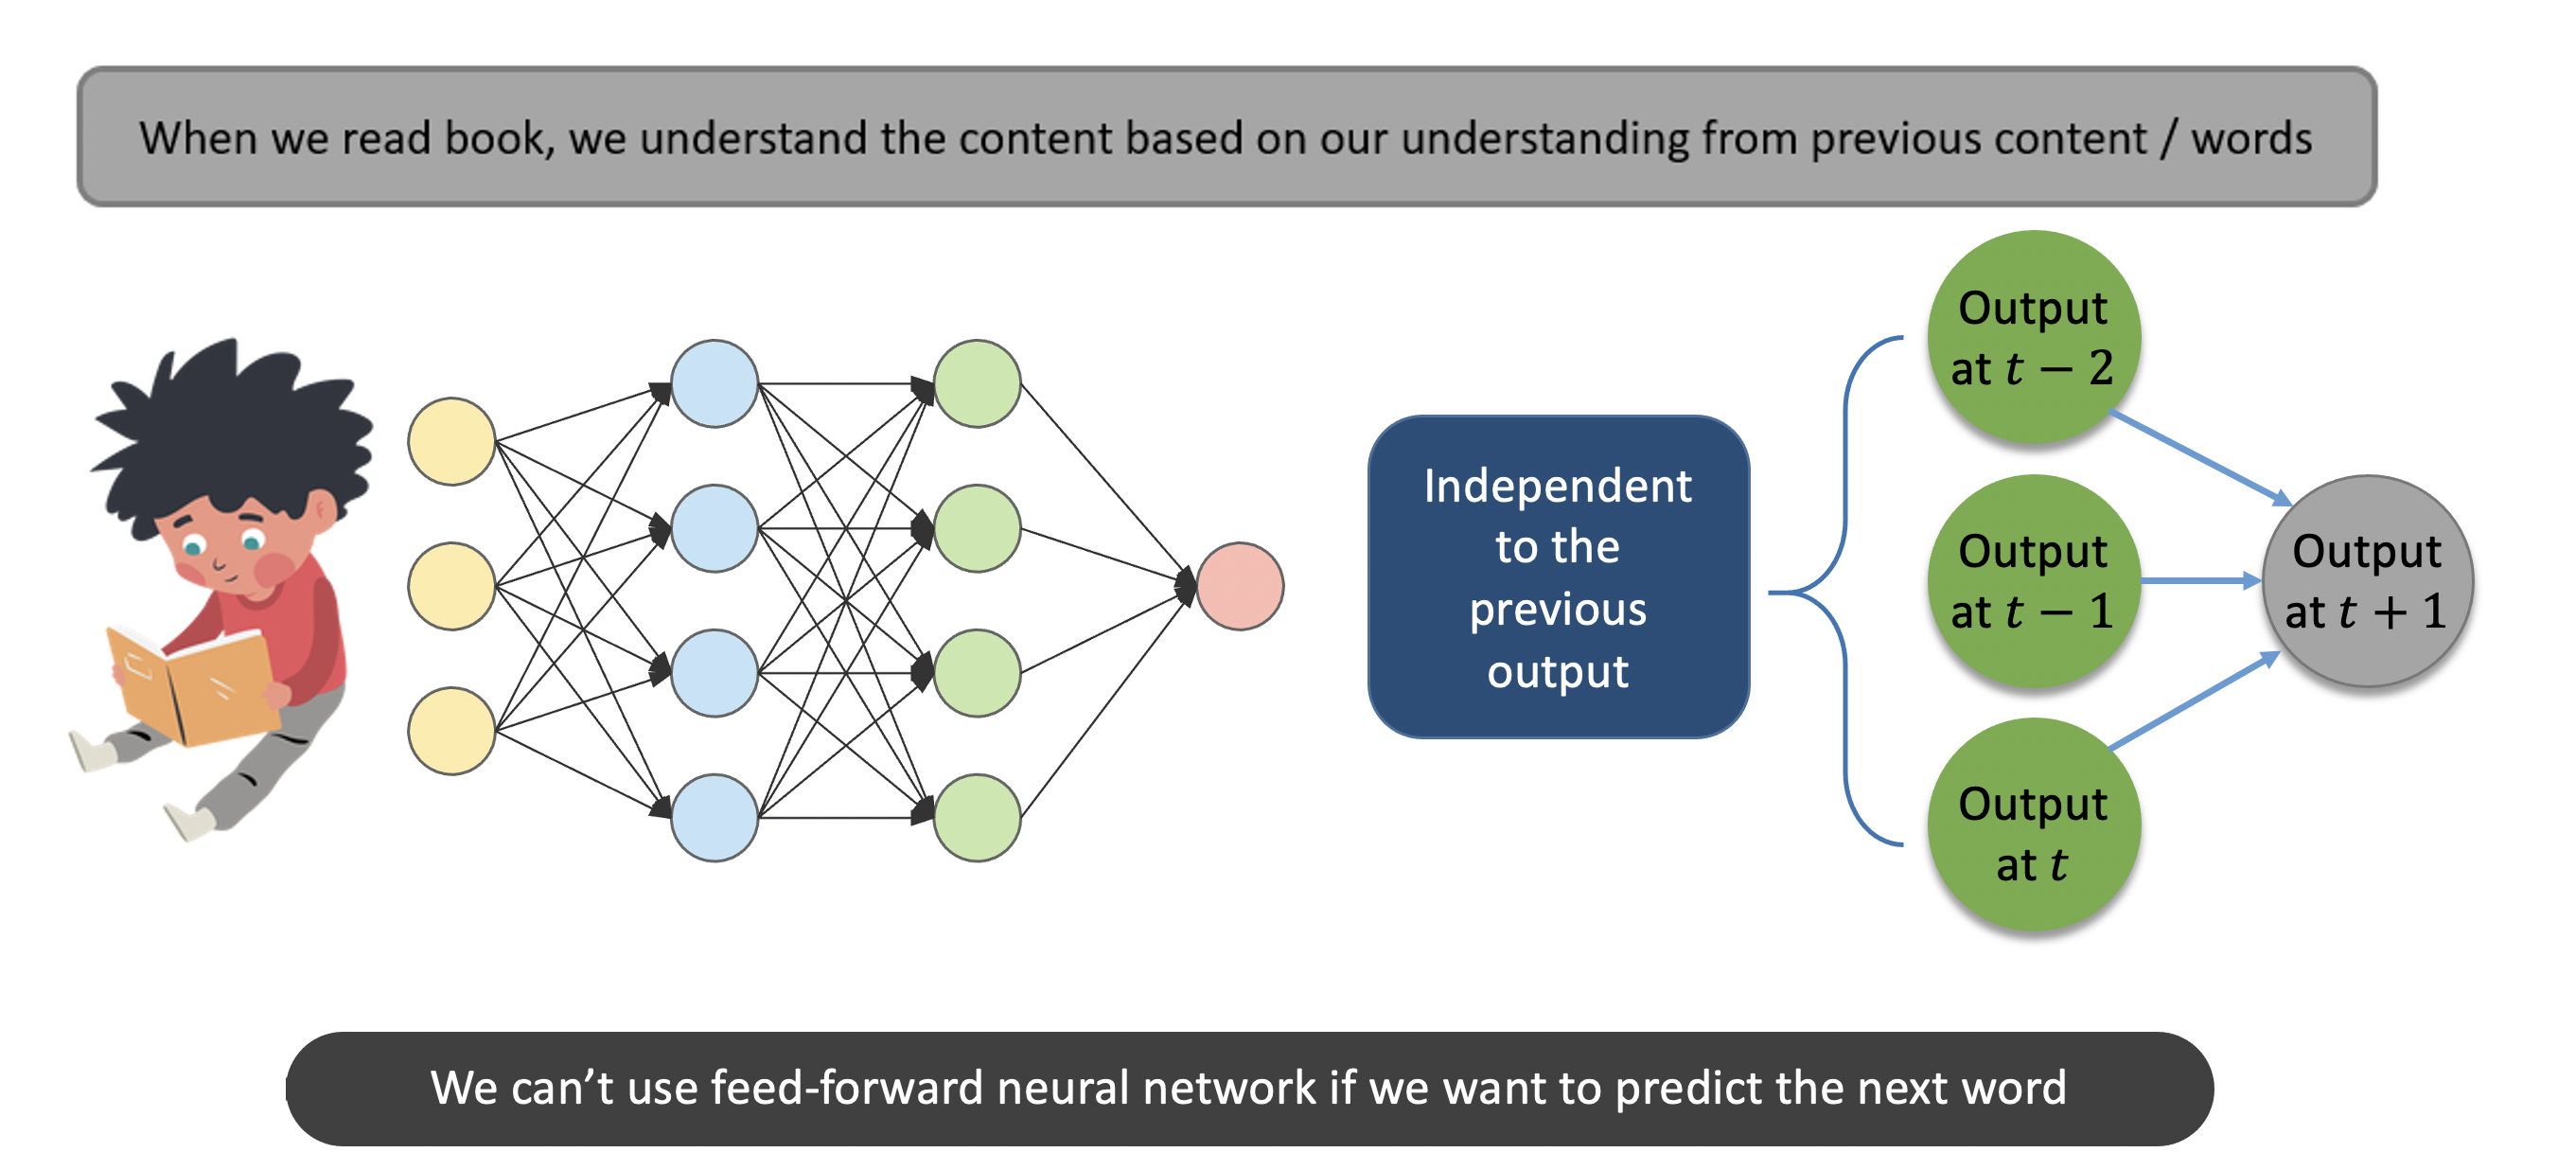 When we read book, we understand the content based on our understanding from previous content / words
Independent
to the
previous
output
Output
at t − 2
Output
at t − 1
Output
at t
Output
at t + 1
We can’t use feed-forward neural network if we want to predict the next word